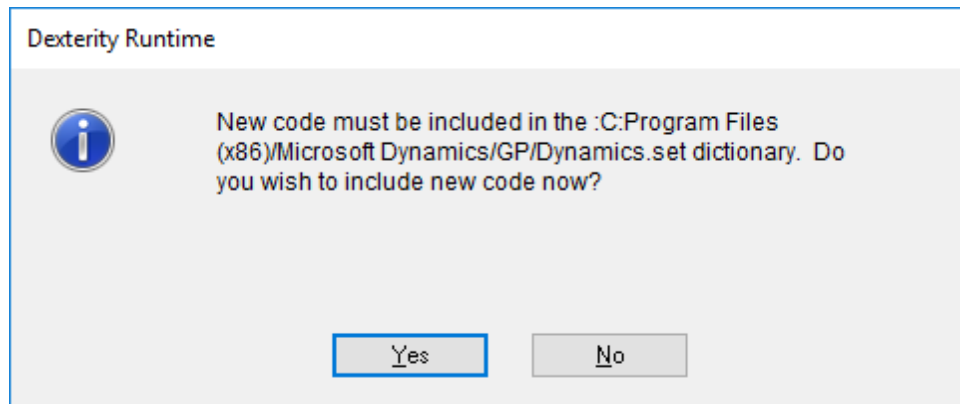 Dexterity Runtime
New code must be included in the :C:Program Files
(x86)/Microsoft Dynamics/GP/Dynamics.set dictionary.  Do
you wish to include new code now?
Yes
No